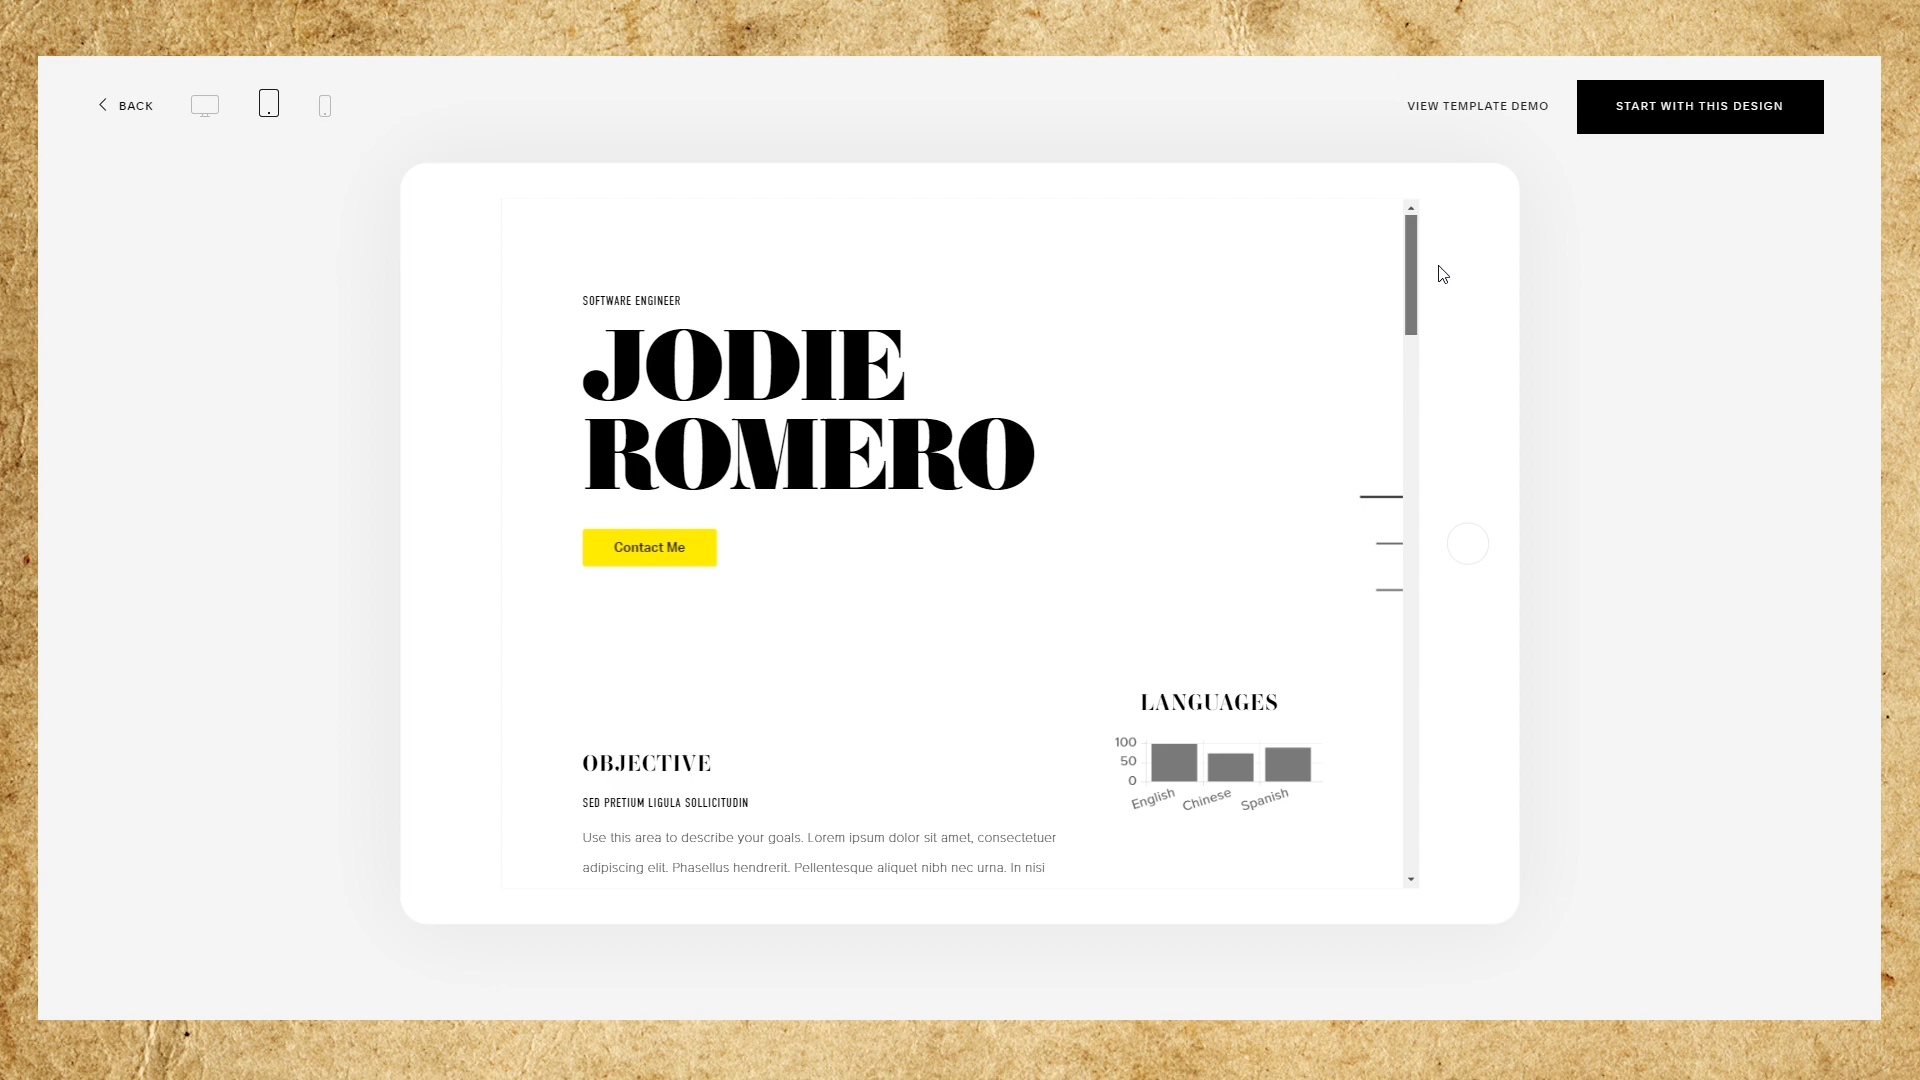 BACK
VIEW TEMPLATE DEMO
START WITH THIS DESIGN
SOFTWARE ENGINEER
JODIE
ROMERO
Contact Me
LANGUAGES
100
50
0
English
Chinese
Spanish
OBJECTIVE
SED PRETIUM LIGULA SOLLICITUDIN
Use this area to describe your goals. Lorem ipsum dolor sit amet, consectetuer
adipiscing elit. Phasellus hendrerit. Pellentesque aliquet nibh nec urna. In nisi